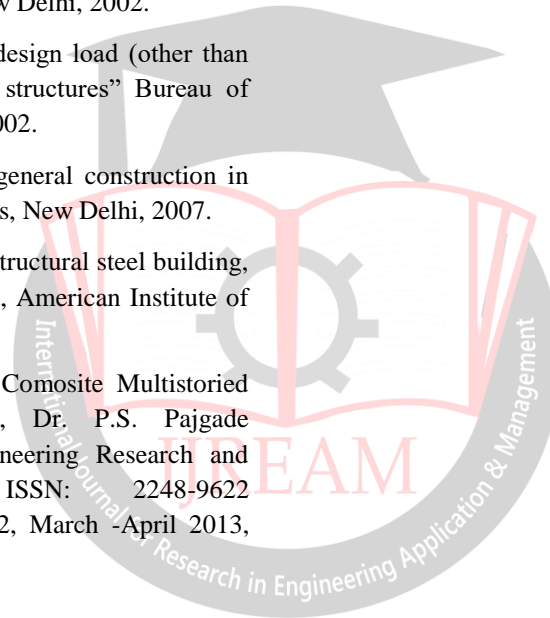 w Delhi, 2002.
design load (other than
structures” Bureau of
002.
general construction in
s, New Delhi, 2007.
tructural steel building,
, American Institute of
Comosite Multistoried
, Dr. P.S. Pajgade
neering Research and
ISSN: 2248-9622
2, March -April 2013,
IJREAM
International Journal of Research in Engineering Application & Management